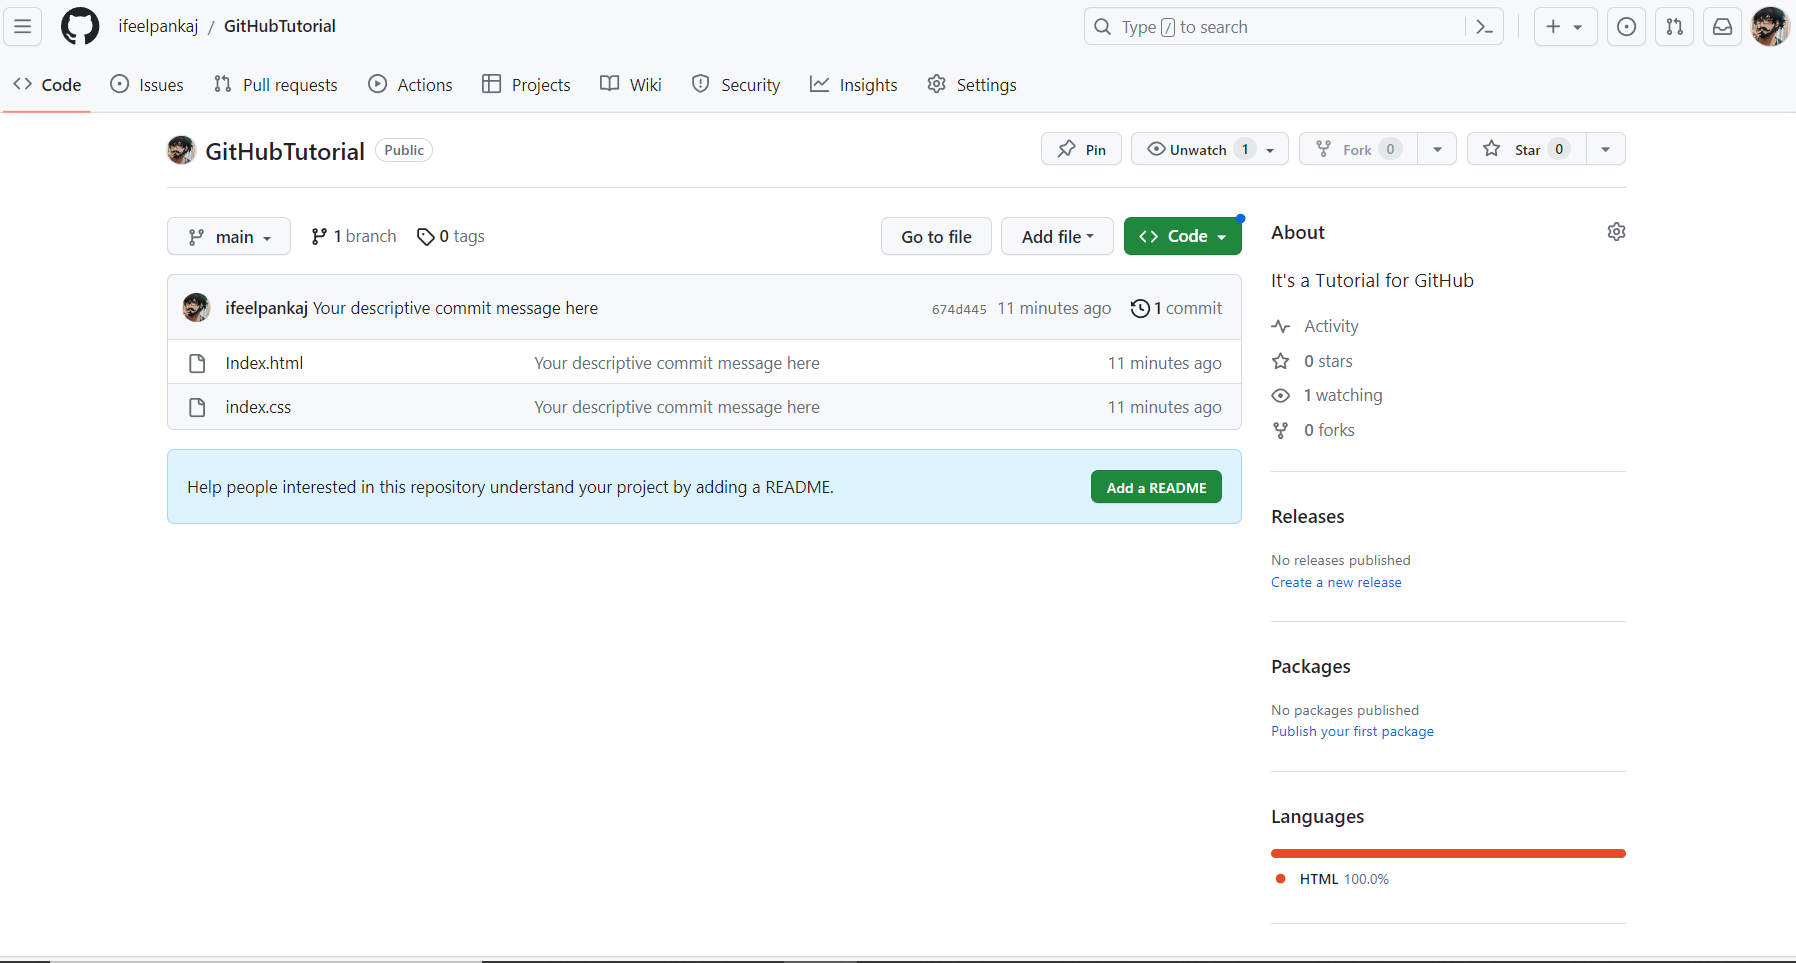 ifeelpankaj / GitHubTutorial
Type / to search
Code Issues Pull requests Actions Projects Wiki Security Insights Settings
GitHubTutorial Public
Pin Unwatch 1 Fork 0 Star 0
main 1 branch 0 tags Go to file Add file Code
ifeelpankaj Your descriptive commit message here 674d445 11 minutes ago 1 commit
Index.html Your descriptive commit message here 11 minutes ago
index.css Your descriptive commit message here 11 minutes ago
Help people interested in this repository understand your project by adding a README. Add a README
About
It's a Tutorial for GitHub
Activity
0 stars
1 watching
0 forks
Releases
No releases published
Create a new release
Packages
No packages published
Publish your first package
Languages
HTML 100.0%